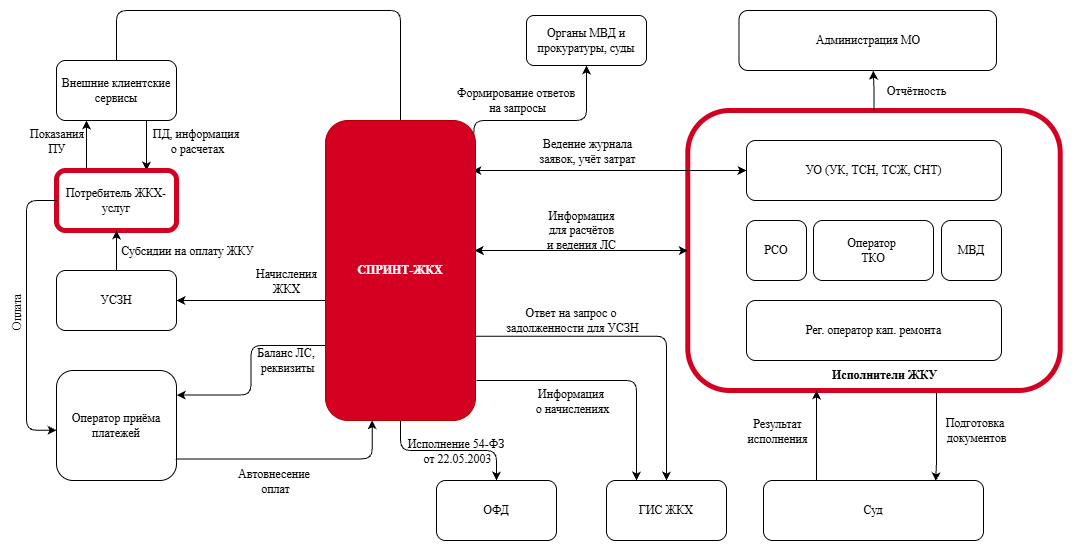 Органы МВД и
прокуратуры, суды
Администрация МО
Внешние клиентские
сервисы
Формирование ответов
на запросы
Отчётность
Показания
ПУ
ПД, информация
о расчетах
Ведение журнала
заявок, учёт затрат
УО (УК, ТСН, ТСЖ, СНТ)
Потребитель ЖКХ-
услуг
Информация
для расчётов
и ведения ЛС
РСО
Оператор
ТКО
МВД
Субсидии на оплату ЖКУ
СПРИНТ-ЖКХ
Начисления
ЖКХ
УСЗН
Оплата
Ответ на запрос о
задолженности для УСЗН
Рег. оператор кап. ремонта
Исполнители ЖКУ
Баланс ЛС,
реквизиты
Информация
о начислениях
Оператор приёма
платежей
Результат
исполнения
Подготовка
документов
Исполнение 54-ФЗ
от 22.05.2003
Автовнесение
оплат
ОФД
ГИС ЖКХ
Суд